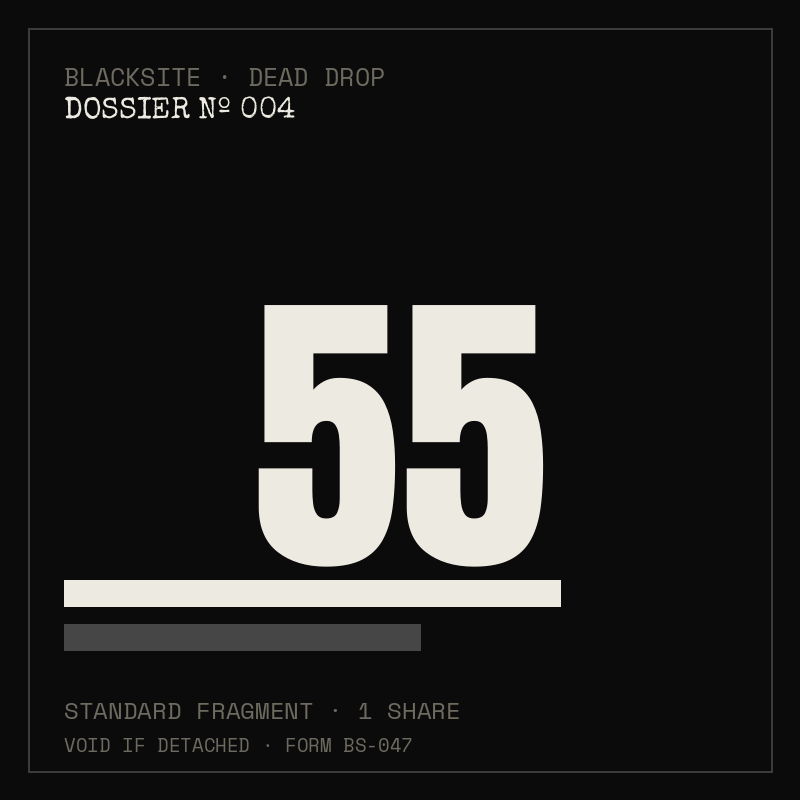 BLACKSITE · DEAD DROP
DOSSIER Nº 004
55
STANDARD FRAGMENT · 1 SHARE
VOID IF DETACHED · FORM BS-047